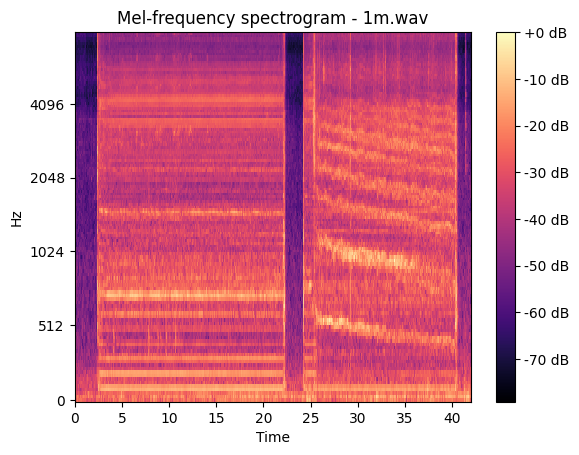 Mel-frequency spectrogram - 1m.wav
Hz
4096
2048
1024
512
0
0 5 10 15 20 25 30 35 40
Time
+0 dB
-10 dB
-20 dB
-30 dB
-40 dB
-50 dB
-60 dB
-70 dB